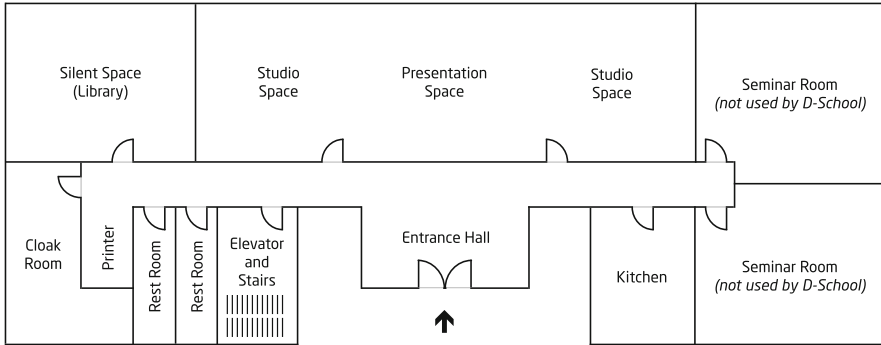 Silent Space
(Library)
Studio
Space
Presentation
Space
Studio
Space
Seminar Room
(not used by D-School)
Cloak
Room
Printer
Rest Room
Rest Room
Elevator
and
Stairs
Entrance Hall
Kitchen
Seminar Room
(not used by D-School)